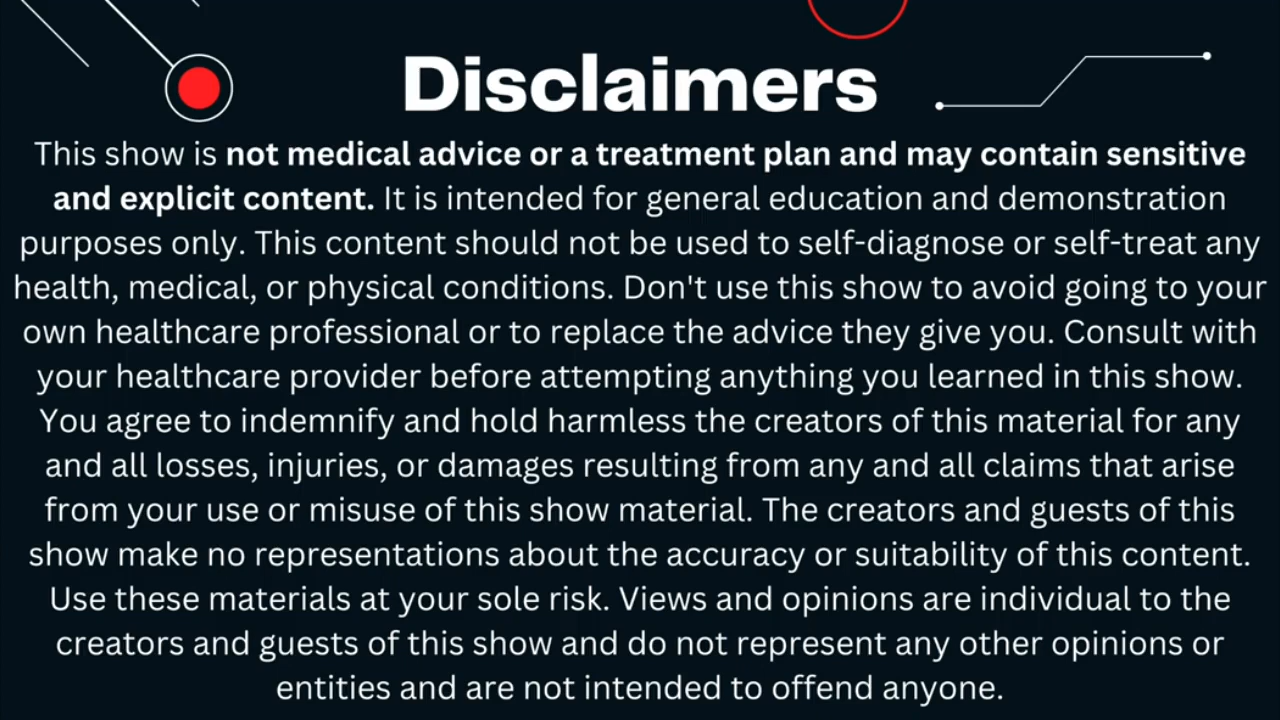 Disclaimers
This show is not medical advice or a treatment plan and may contain sensitive
and explicit content. It is intended for general education and demonstration
purposes only. This content should not be used to self-diagnose or self-treat any
health, medical, or physical conditions. Don't use this show to avoid going to your
own healthcare professional or to replace the advice they give you. Consult with
your healthcare provider before attempting anything you learned in this show.
You agree to indemnify and hold harmless the creators of this material for any
and all losses, injuries, or damages resulting from any and all claims that arise
from your use or misuse of this show material. The creators and guests of this
show make no representations about the accuracy or suitability of this content.
Use these materials at your sole risk. Views and opinions are individual to the
creators and guests of this show and do not represent any other opinions or
entities and are not intended to offend anyone.